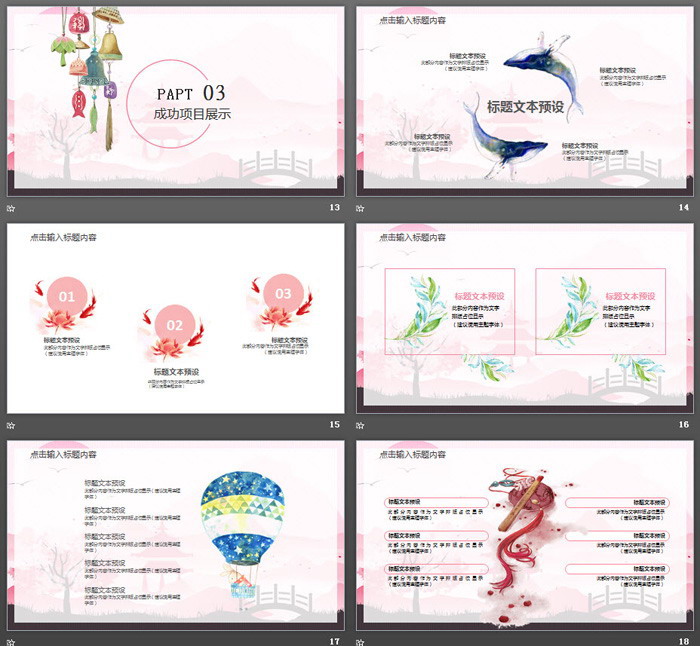 PAPT 03
成功项目展示
13
点击输入标题内容
标题文本预设
此部分内容作为文字排版占位显示
（建议使用主题字体）
标题文本预设
此部分内容作为文字排版占位显示
（建议使用主题字体）
标题文本预设
标题文本预设
此部分内容作为文字排版占位显示
（建议使用主题字体）
标题文本预设
此部分内容作为文字排版占位显示
（建议使用主题字体）
14
点击输入标题内容
01
标题文本预设
此部分内容作为文字排版占位显示
（建议使用主题字体）
02
标题文本预设
此部分内容作为文字排版占位显示
（建议使用主题字体）
03
标题文本预设
此部分内容作为文字排版占位显示
（建议使用主题字体）
15
点击输入标题内容
标题文本预设
此部分内容作为文字
排版占位显示
（建议使用主题字体）
标题文本预设
此部分内容作为文字
排版占位显示
（建议使用主题字体）
16
点击输入标题内容
标题文本预设
此部分内容作为文字排版占位显示（建议使用主题
字体）
标题文本预设
此部分内容作为文字排版占位显示（建议使用主题
字体）
标题文本预设
此部分内容作为文字排版占位显示（建议使用主题
字体）
标题文本预设
此部分内容作为文字排版占位显示（建议使用主题
字体）
标题文本预设
此部分内容作为文字排版占位显示（建议使用主题
字体）
17
点击输入标题内容
标题文本预设
此部分内容作为文字排版占位显示
（建议使用主题字体）
标题文本预设
此部分内容作为文字排版占位显示
（建议使用主题字体）
标题文本预设
此部分内容作为文字排版占位显示
（建议使用主题字体）
标题文本预设
此部分内容作为文字排版占位显示
（建议使用主题字体）
标题文本预设
此部分内容作为文字排版占位显示
（建议使用主题字体）
标题文本预设
此部分内容作为文字排版占位显示
（建议使用主题字体）
18